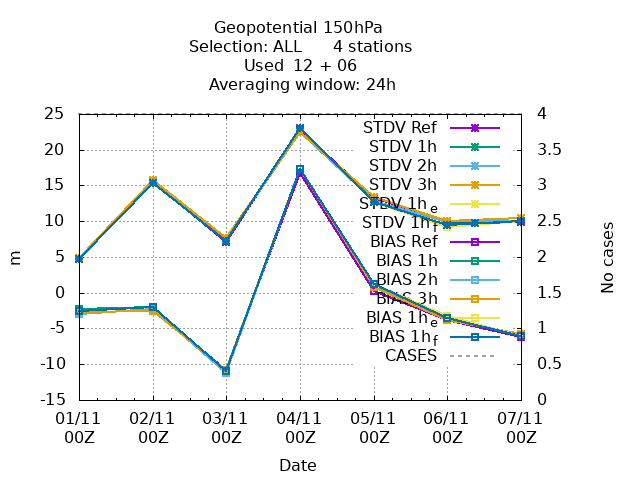 Geopotential 150hPa
Selection: ALL 4 stations
Used 12 + 06
Averaging window: 24h
25
20
15
10
5
0
-5
-10
-15
m
4
3.5
3
2.5
2
1.5
1
0.5
0
No cases
STDV Ref
STDV 1h
STDV 2h
STDV 3h
STDV 1h e
STDV 1h f
BIAS Ref
BIAS 1h
BIAS 2h
BIAS 3h
BIAS 1h e
BIAS 1h f
CASES
01/11 02/11 03/11 04/11 05/11 06/11 07/11
00Z 00Z 00Z 00Z 00Z 00Z 00Z
Date